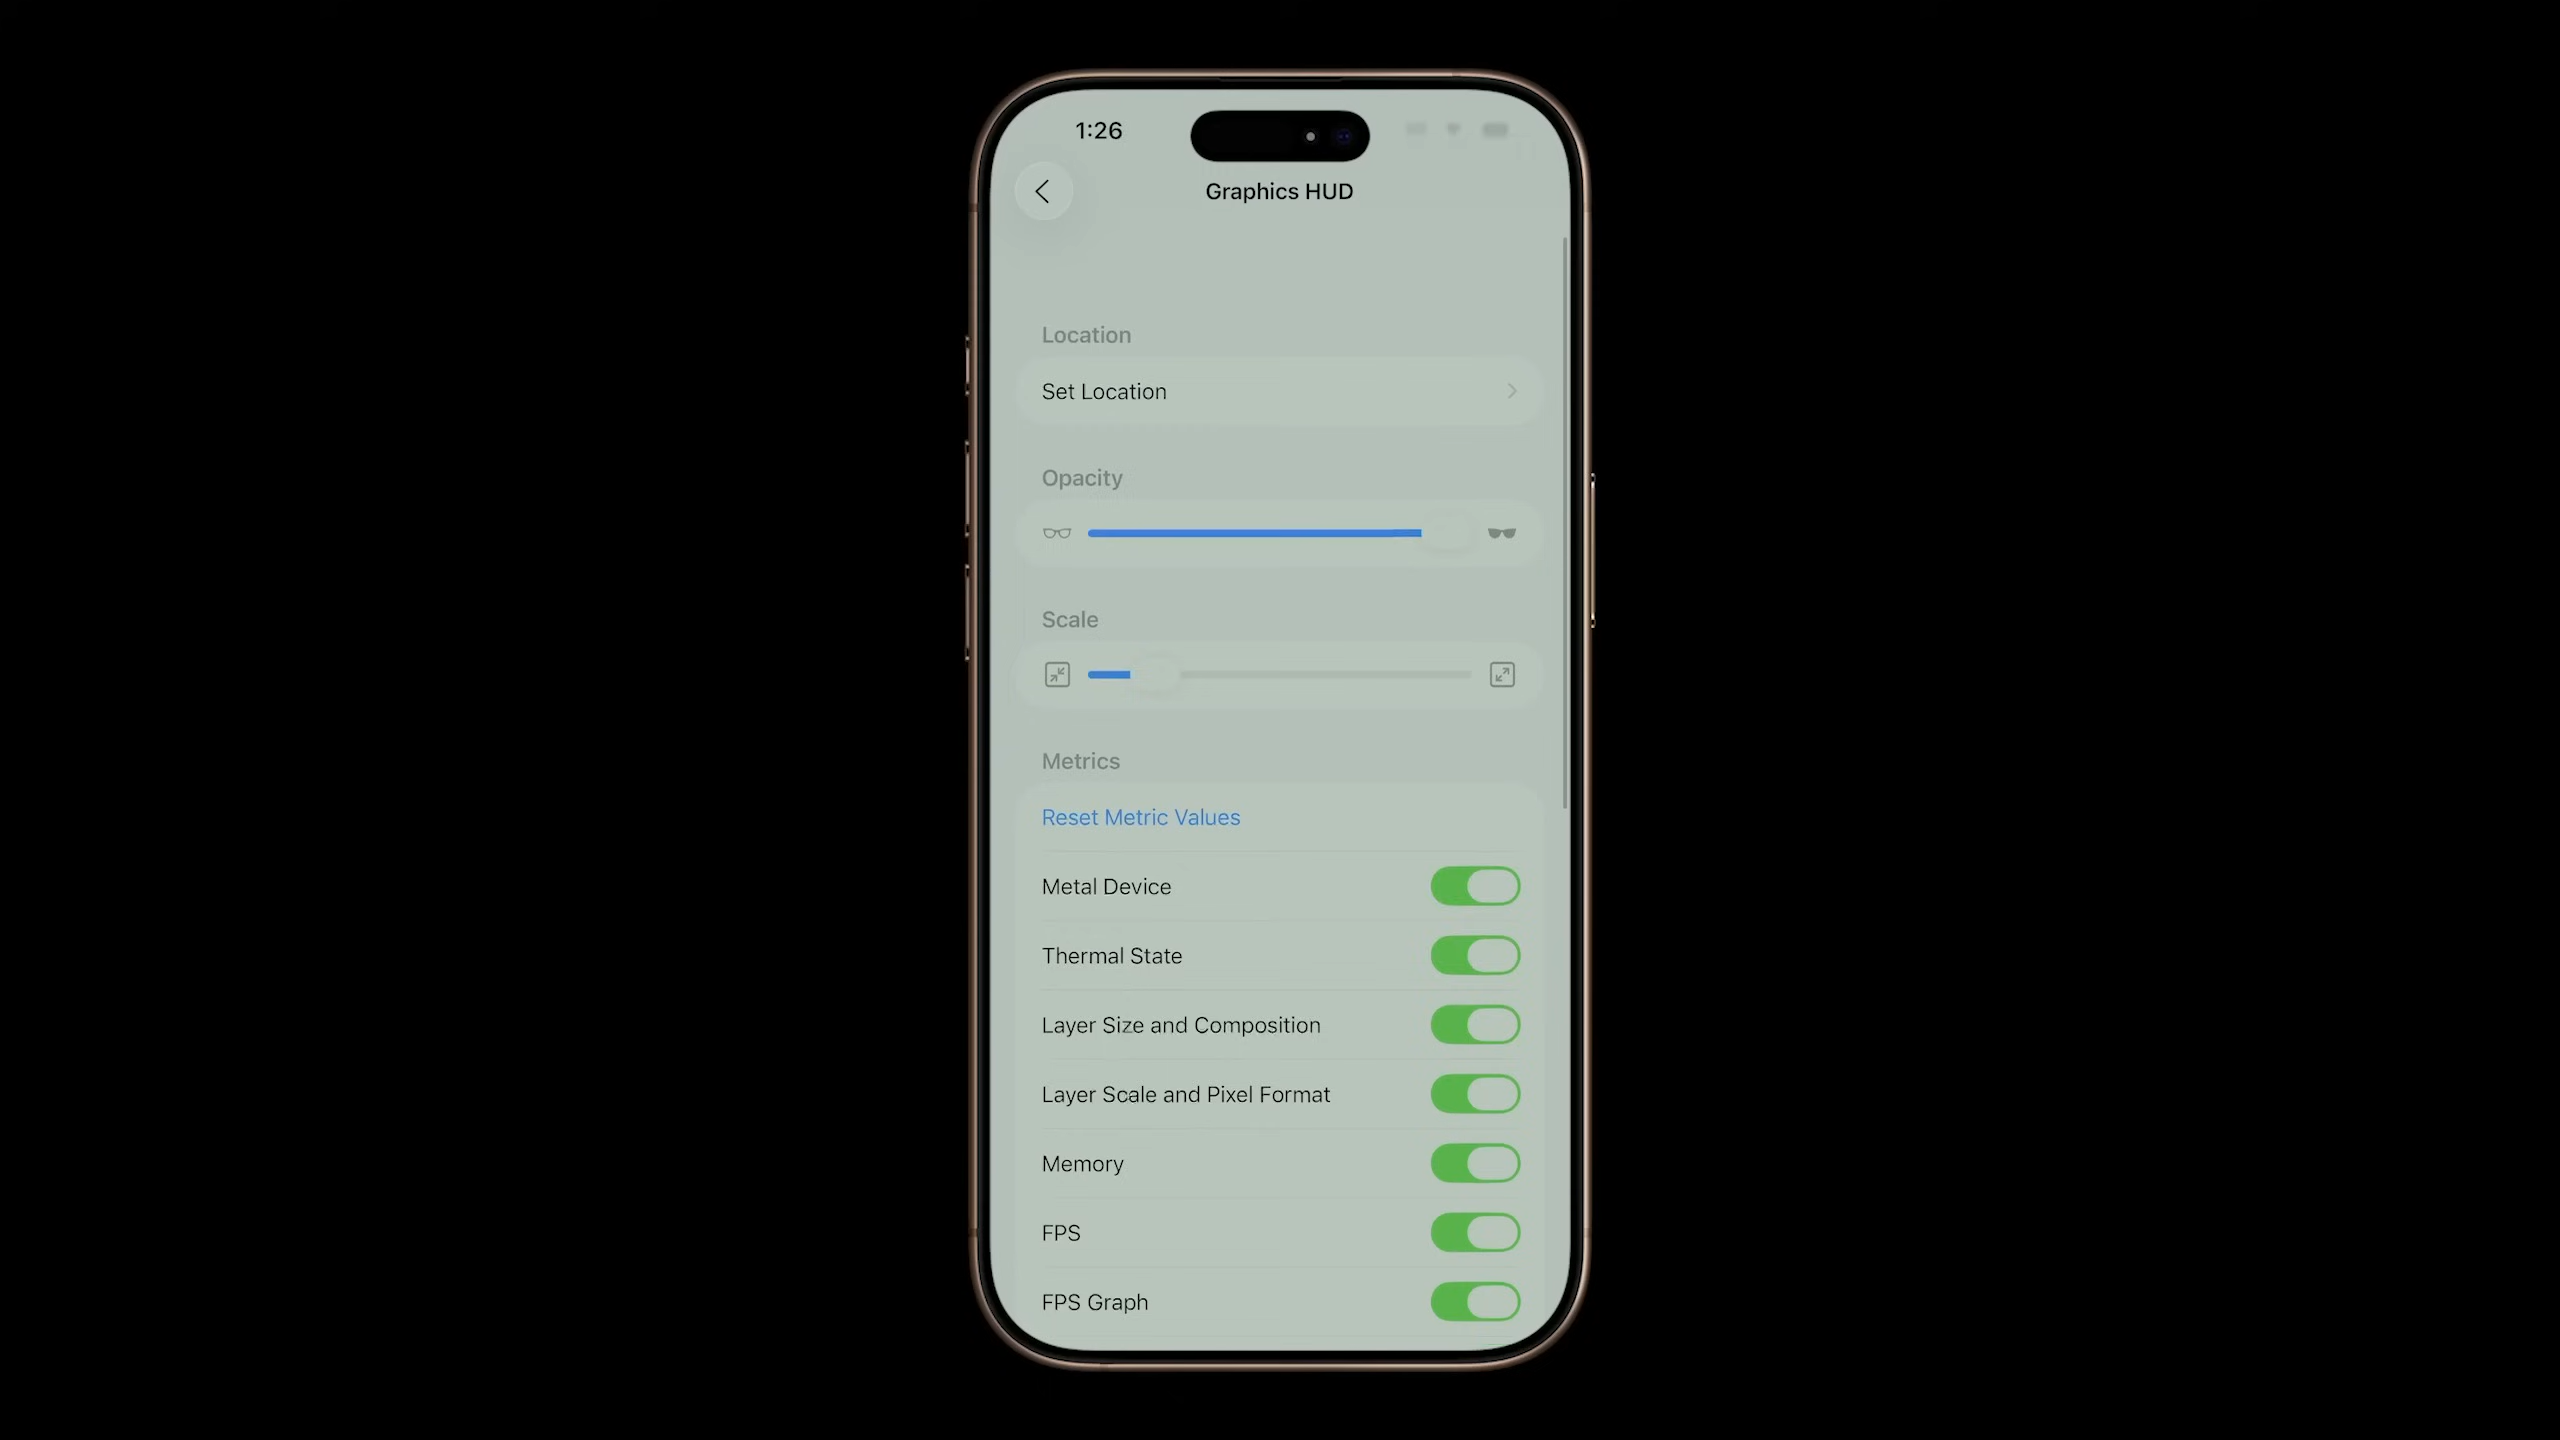 1:26
Graphics HUD
Location
Set Location
Opacity
Scale
Metrics
Reset Metric Values
Metal Device
Thermal State
Layer Size and Composition
Layer Scale and Pixel Format
Memory
FPS
FPS Graph